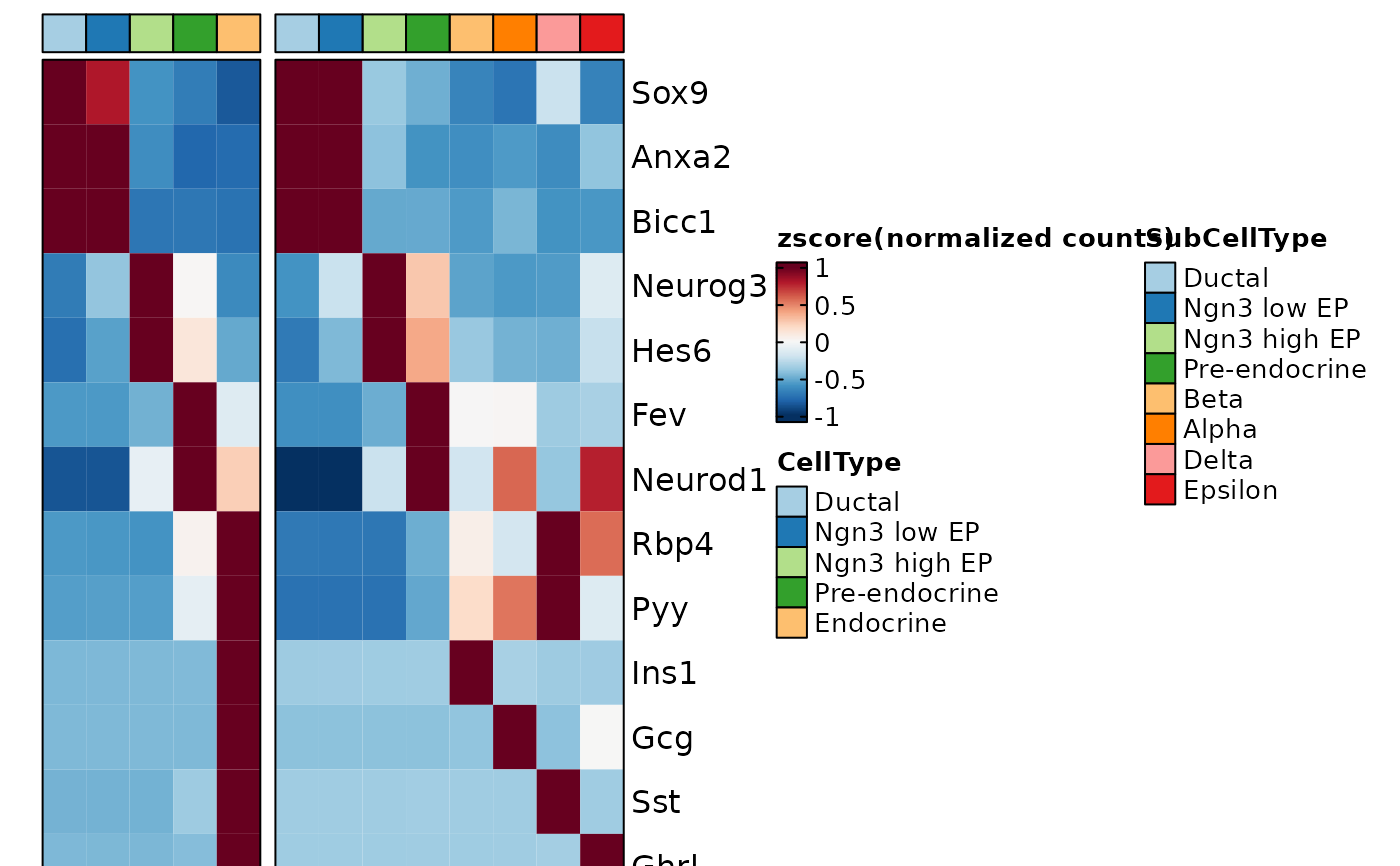 Sox9
Anxa2
Bicc1
Neurog3
Hes6
Fev
Neurod1
Rbp4
Pyy
Ins1
Gcg
Sst
Ghrl
zscore(normalized counts)
1
0.5
0
-0.5
-1
CellType
Ductal
Ngn3 low EP
Ngn3 high EP
Pre-endocrine
Endocrine
SubCellType
Ductal
Ngn3 low EP
Ngn3 high EP
Pre-endocrine
Beta
Alpha
Delta
Epsilon